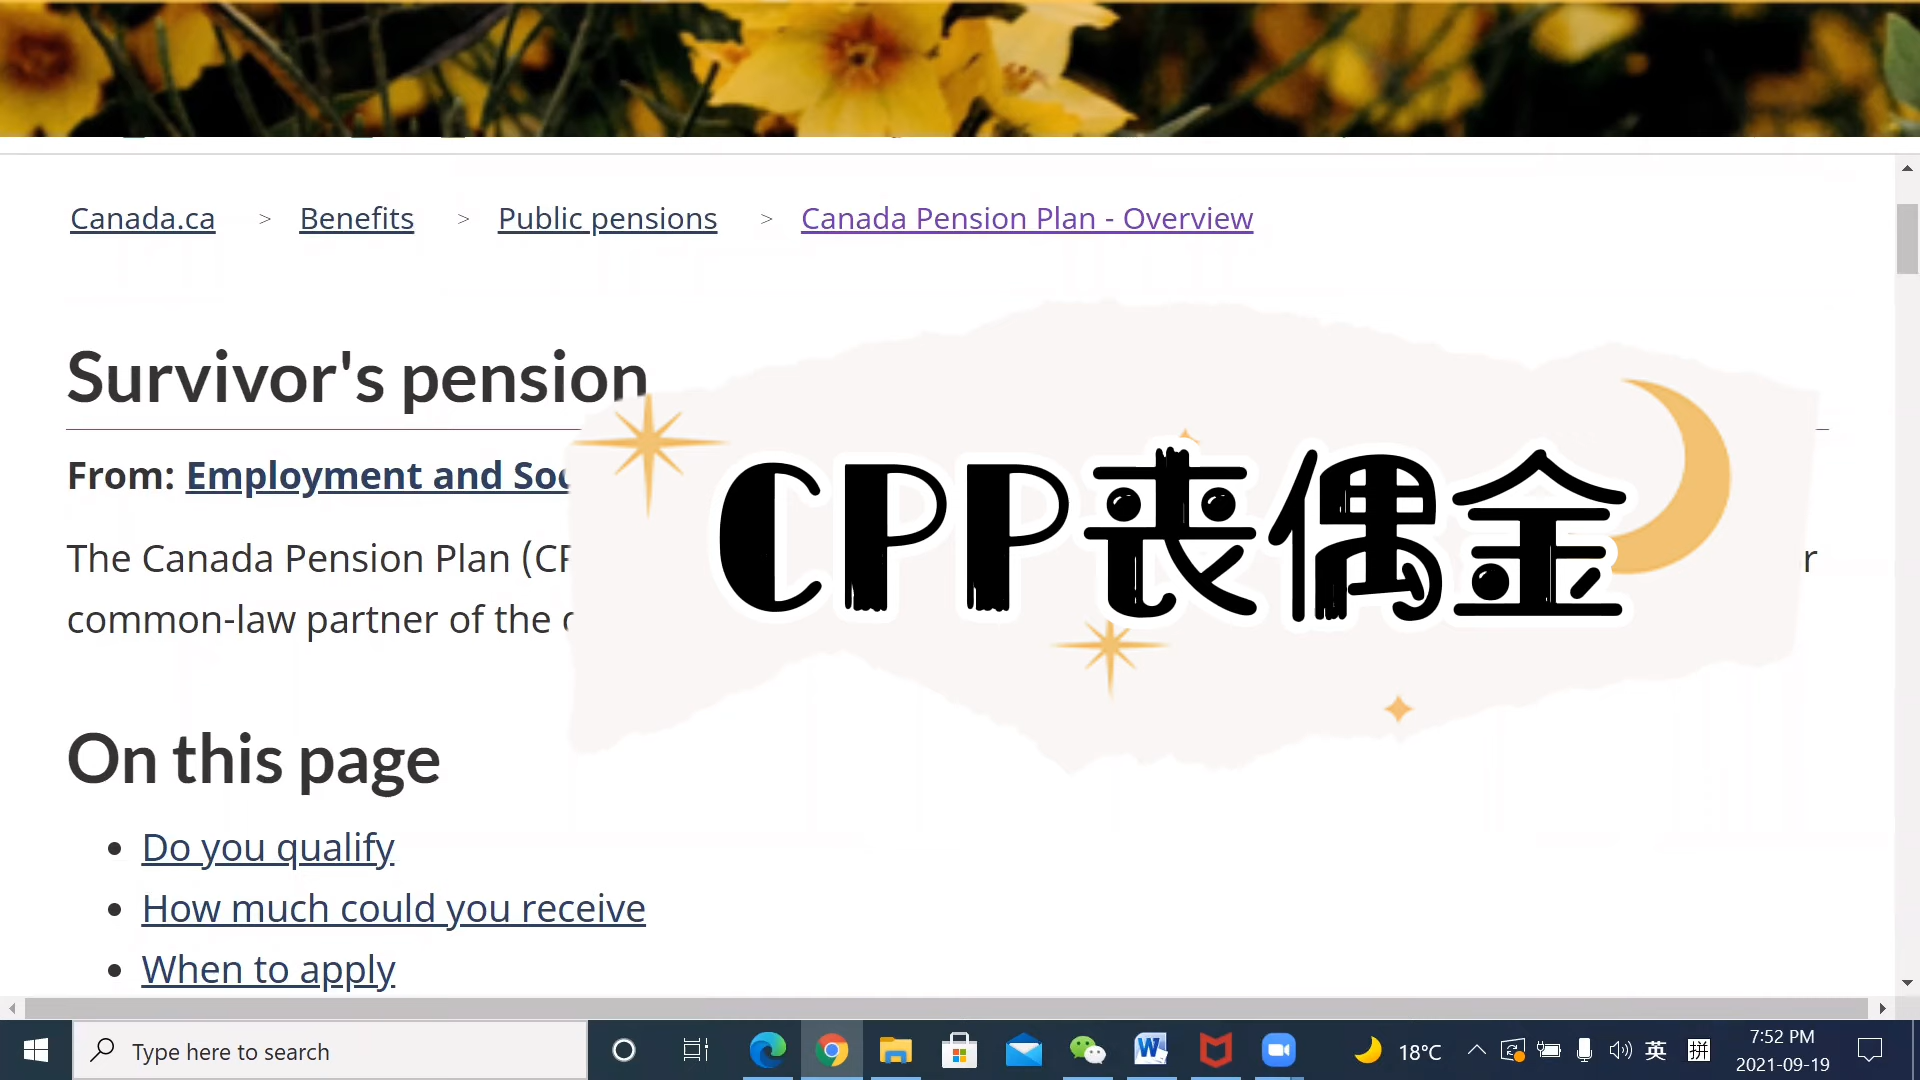 Canada.ca > Benefits > Public pensions > Canada Pension Plan - Overview
Survivor's pension
From: Employment and
The Canada Pension Plan
common-law partner of the
CPP丧偶金
On this page
• Do you qualify
• How much could you receive
• When to apply
Type here to search
18°C
英
拼
7:52 PM
2021-09-19